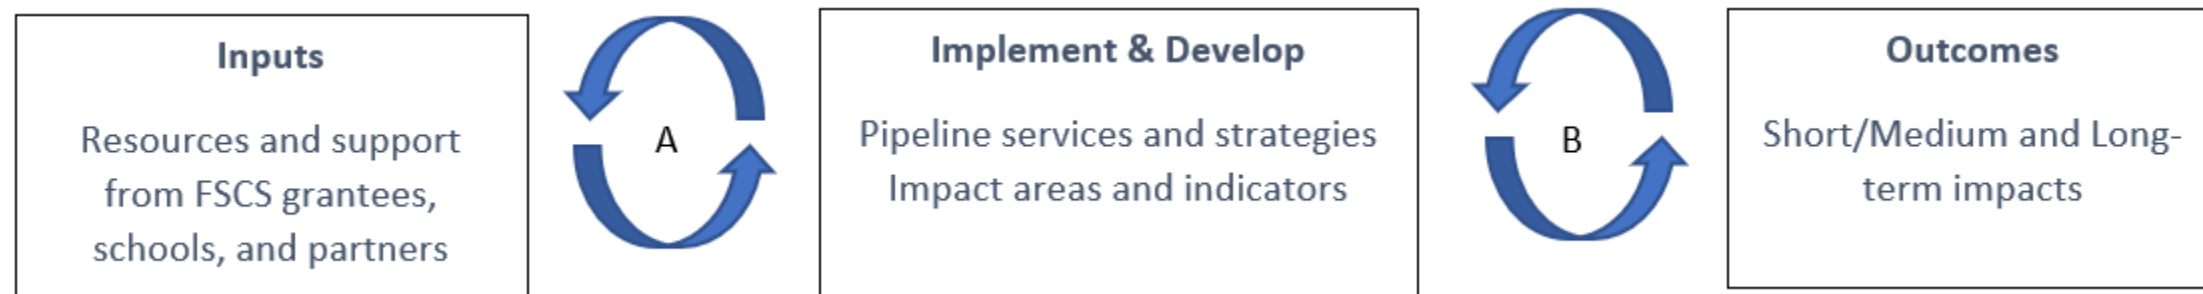 Inputs
Resources and support
from FSCS grantees,
schools, and partners
A
Implement & Develop
Pipeline services and strategies
Impact areas and indicators
B
Outcomes
Short/Medium and Long-
term impacts